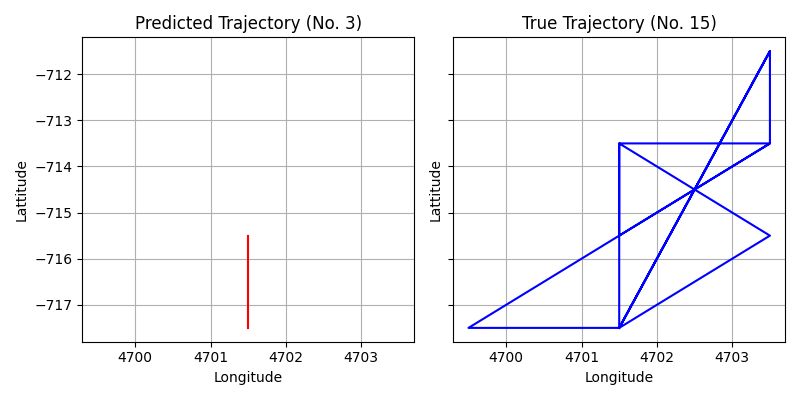 Predicted Trajectory (No. 3)
True Trajectory (No. 15)
Lattitude
−712
−713
−714
−715
−716
−717
4700
4701
4702
4703
Longitude
Lattitude
4700
4701
4702
4703
Longitude